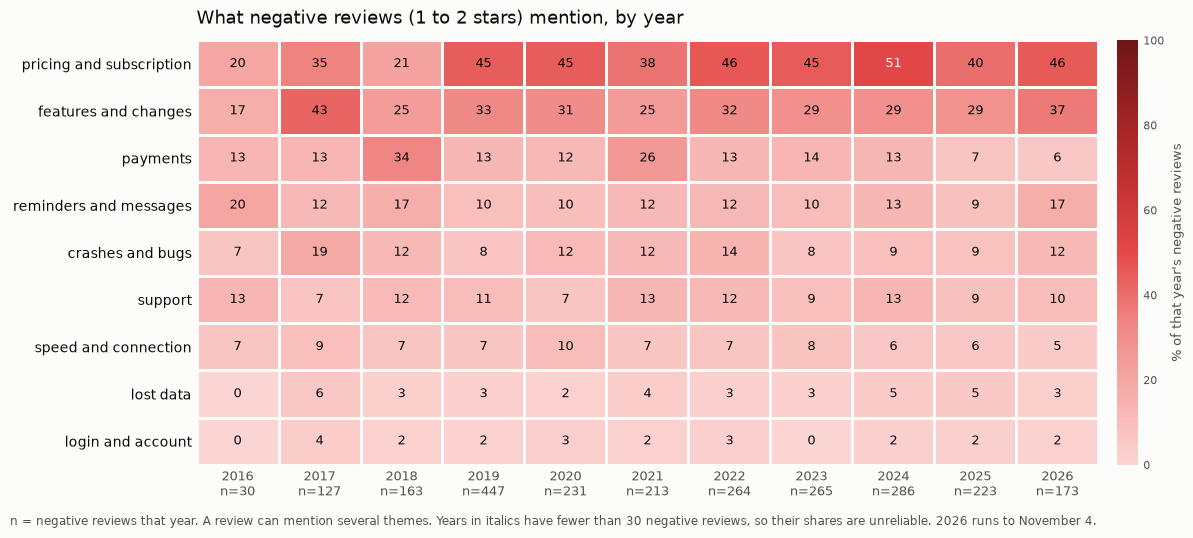 What negative reviews (1 to 2 stars) mention, by year
pricing and subscription 20 35 21 45 45 38 46 45 51 40 46
features and changes 17 43 25 33 31 25 32 29 29 29 37
payments 13 13 34 13 12 26 13 14 13 7 6
reminders and messages 20 12 17 10 10 12 12 10 13 9 17
crashes and bugs 7 19 12 8 12 12 14 8 9 9 12
support 13 7 12 11 7 13 12 9 13 9 10
speed and connection 7 9 7 7 10 7 7 8 6 6 5
lost data 0 6 3 3 2 4 3 3 5 5 3
login and account 0 4 2 2 3 2 3 0 2 2 2
2016 2017 2018 2019 2020 2021 2022 2023 2024 2025 2026
n=30 n=127 n=163 n=447 n=231 n=213 n=264 n=265 n=286 n=223 n=173
100
80
60
40
20
0
% of that year's negative reviews
n = negative reviews that year. A review can mention several themes. Years in italics have fewer than 30 negative reviews, so their shares are unreliable. 2026 runs to November 4.